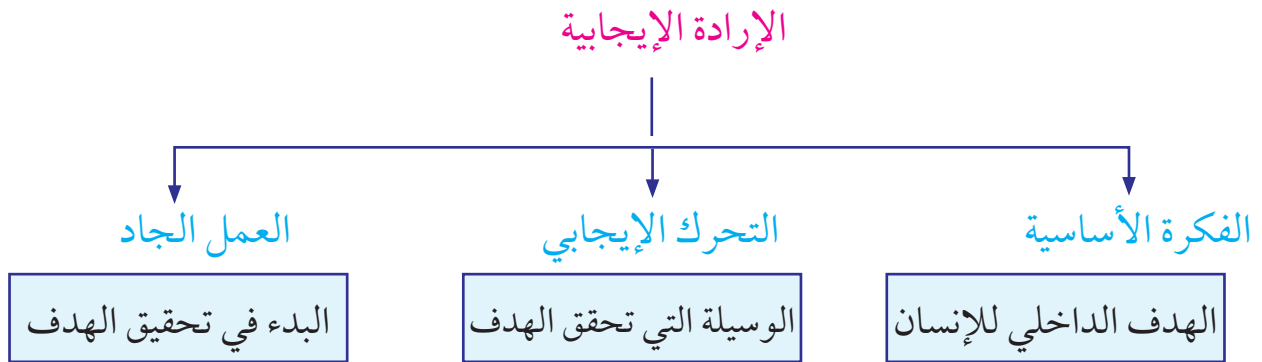 الإرادة الإيجابية
الفكرة الأساسية
التحرك الإيجابي
العمل الجاد
الهدف الداخلي للإنسان
الوسيلة التي تحقق الهدف
البدء في تحقيق الهدف